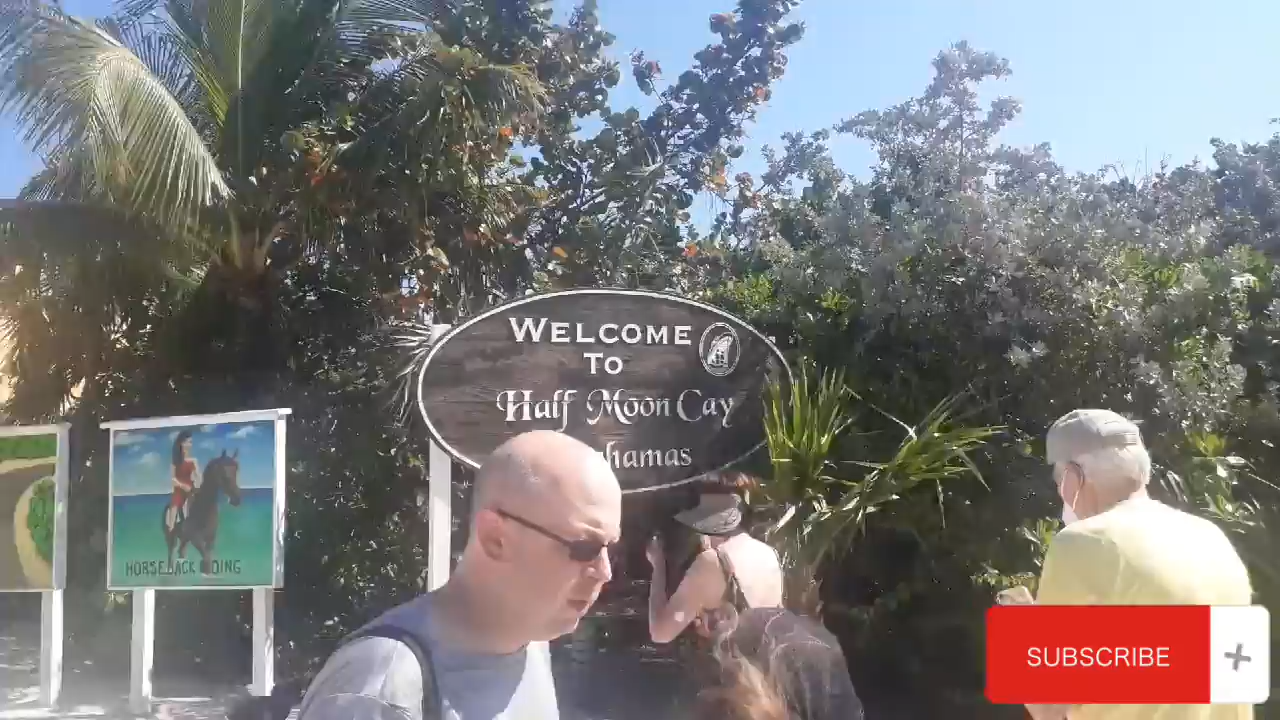 WELCOME
TO
Half Moon Cay
hamas
HORSEBACK RIDING
SUBSCRIBE